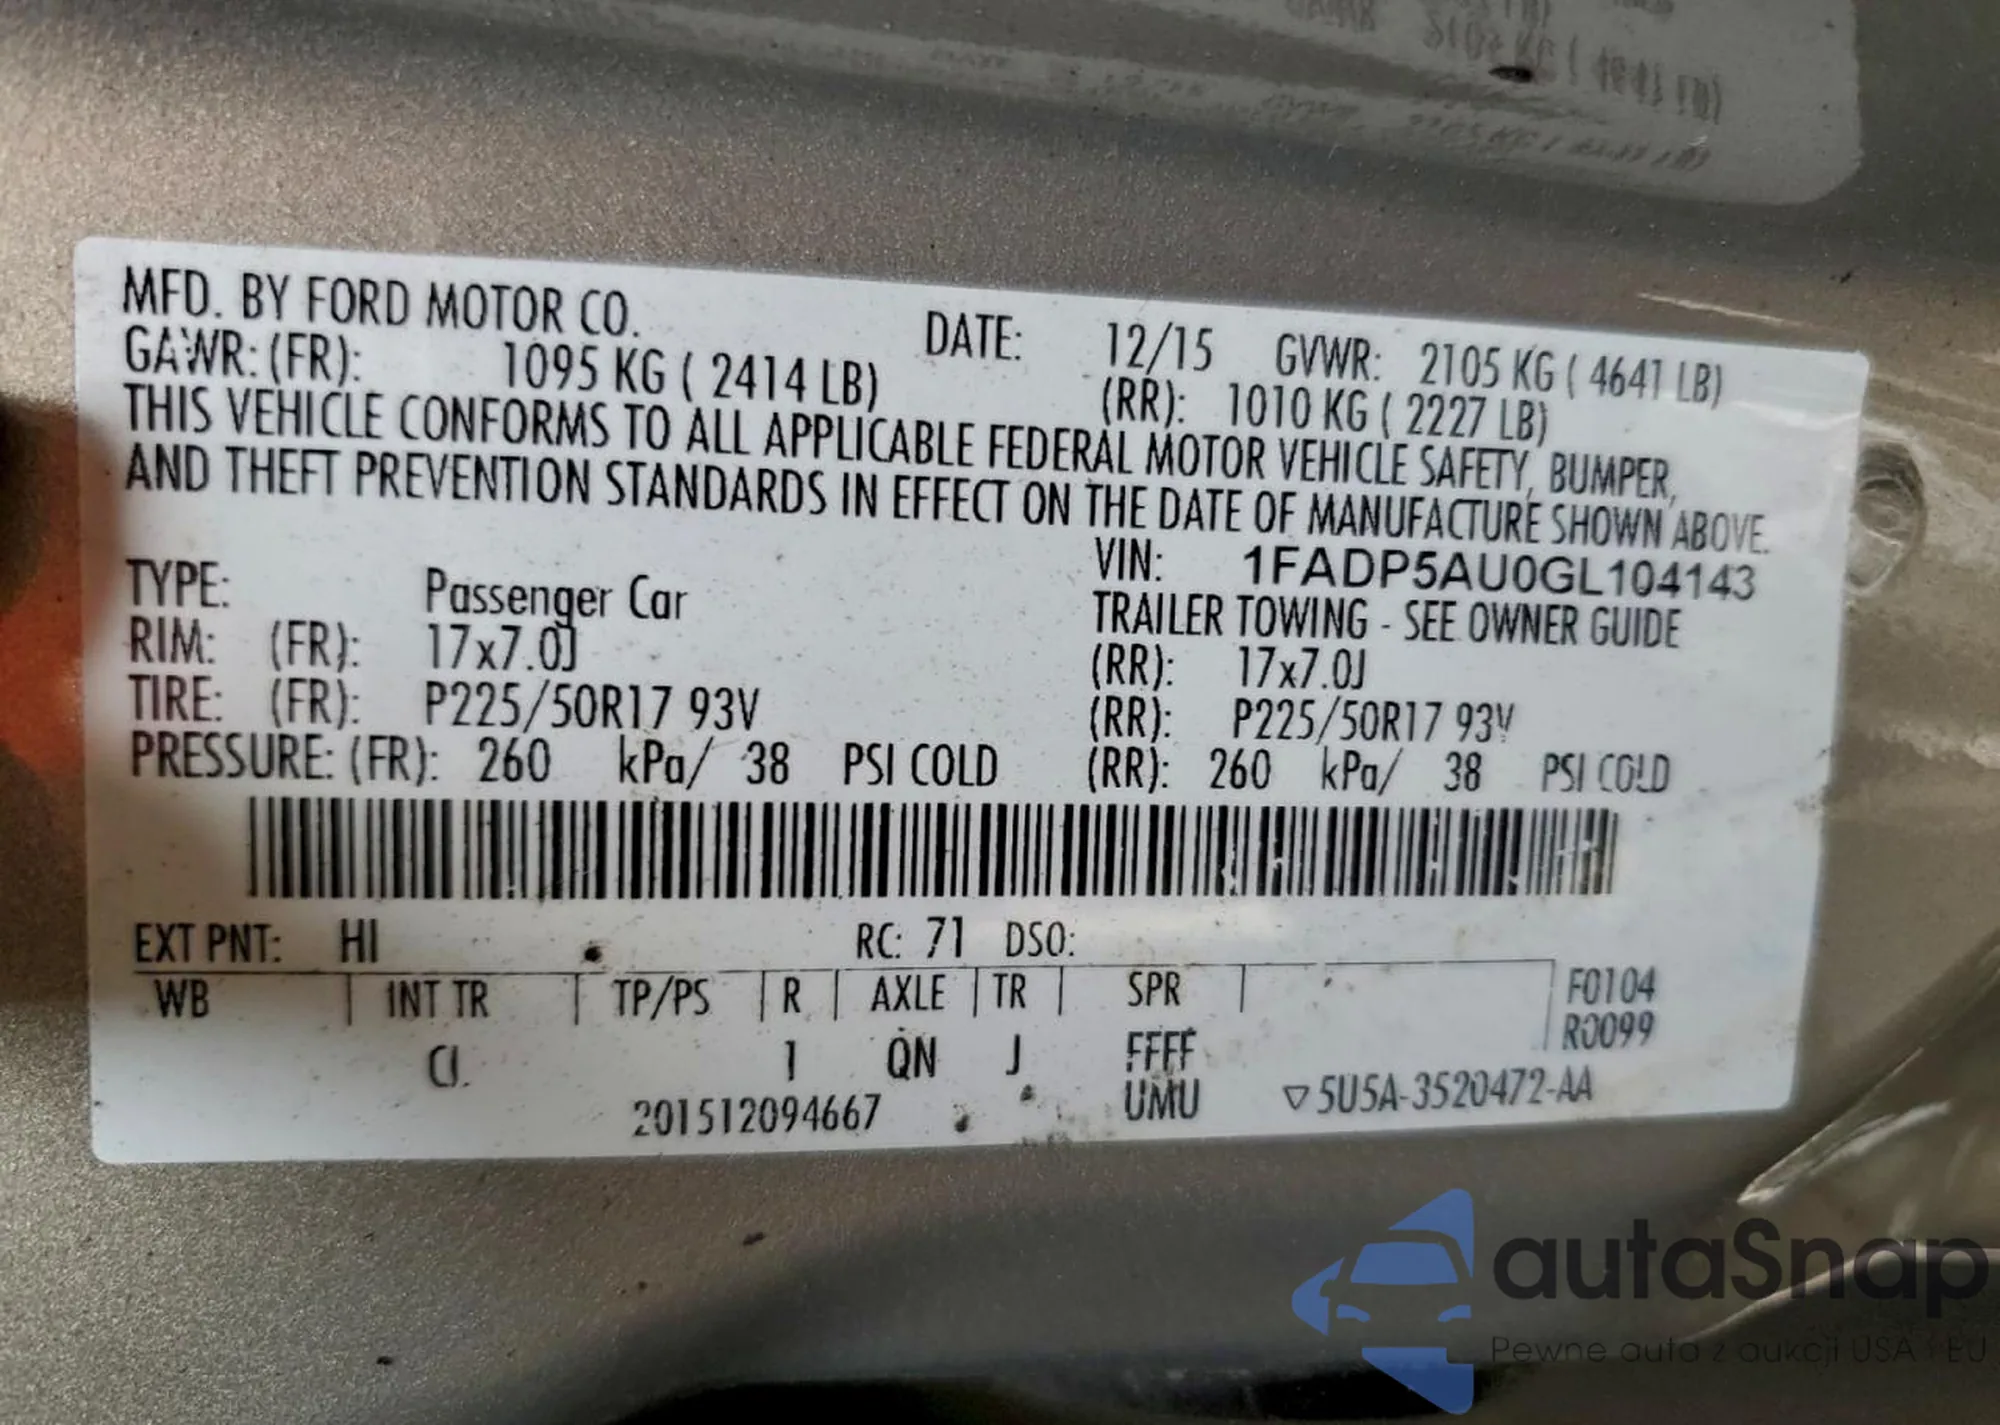 MFD. BY FORD MOTOR CO. DATE: 12/15 GVWR: 2105 KG ( 4641 LB)
GAWR: (FR): 1095 KG ( 2414 LB) (RR): 1010 KG ( 2227 LB)
THIS VEHICLE CONFORMS TO ALL APPLICABLE FEDERAL MOTOR VEHICLE SAFETY, BUMPER,
AND THEFT PREVENTION STANDARDS IN EFFECT ON THE DATE OF MANUFACTURE SHOWN ABOVE.
VIN: 1FADP5AU0GL104143
TYPE: Passenger Car TRAILER TOWING - SEE OWNER GUIDE
RIM: (FR): 17x7.0J (RR): 17x7.0J
TIRE: (FR): P225/50R17 93V (RR): P225/50R17 93V
PRESSURE: (FR): 260 kPa/ 38 PSI COLD (RR): 260 kPa/ 38 PSI COLD
EXT PNT: HI RC: 71 DSO:
WB | INT TR | TP/PS | R | AXLE | TR | SPR | F0104
R0099
1 QN J FFFF
201512094667 UMU ▽5U5A-3520472-AA
autaSnap
Pewne auta z aukcji USA i EU